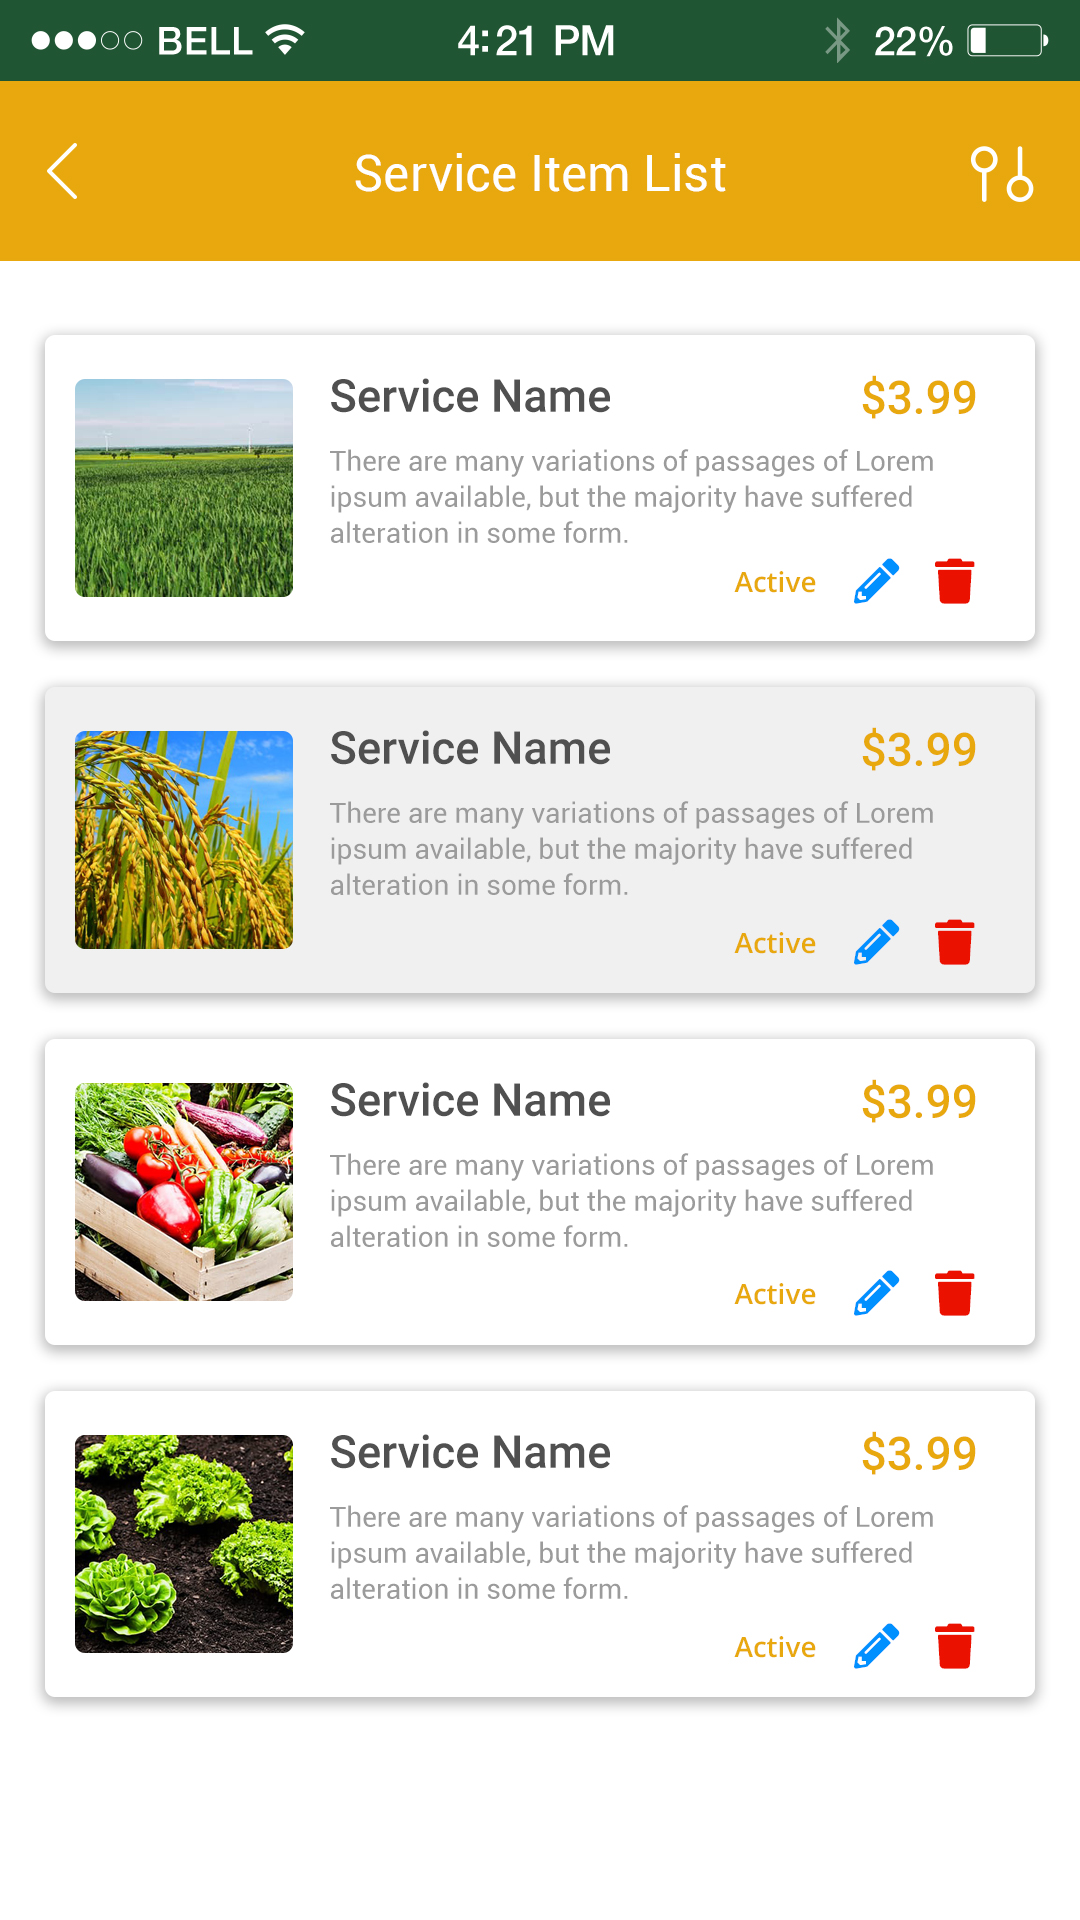 BELL 4:21 PM 22%
Service Item List
Service Name $3.99
There are many variations of passages of Lorem
ipsum available, but the majority have suffered
alteration in some form.
Active
Service Name $3.99
There are many variations of passages of Lorem
ipsum available, but the majority have suffered
alteration in some form.
Active
Service Name $3.99
There are many variations of passages of Lorem
ipsum available, but the majority have suffered
alteration in some form.
Active
Service Name $3.99
There are many variations of passages of Lorem
ipsum available, but the majority have suffered
alteration in some form.
Active